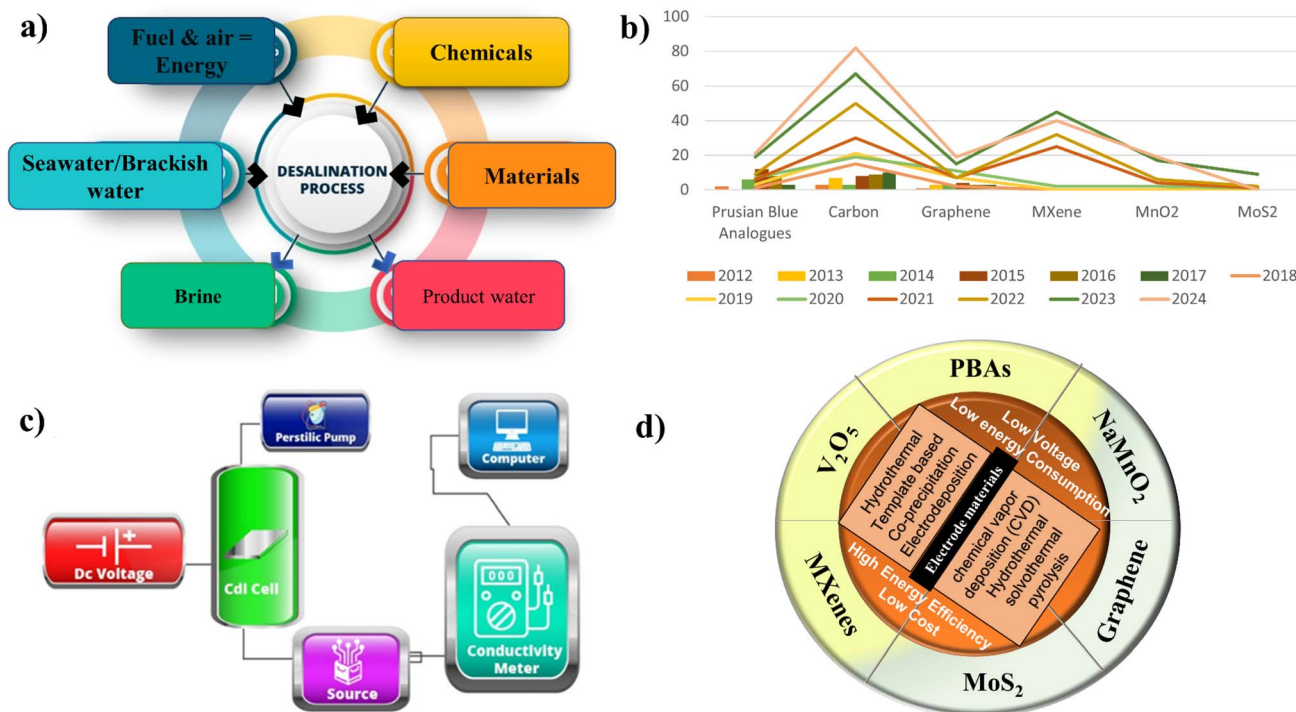 a)
Fuel & air =
Energy
Chemicals
Seawater/Brackish
water
DESALINATION
PROCESS
Materials
Brine
Product water
b)
100
80
60
40
20
0
Prusian Blue
Analogues
Carbon
Graphene
MXene
MnO2
MoS2
2012
2013
2014
2015
2016
2017
2018
2019
2020
2021
2022
2023
2024
c)
Perstilic Pump
Computer
Dc Voltage
Cdl Cell
Conductivity
Meter
Source
d)
PBAs
NaMnO₂
Graphene
MoS₂
MXenes
V₂O₅
Low Voltage
Low energy Consumption
Hydrothermal
Template based
Co-precipitation
Electrodeposition
Electrode materials
chemical vapor
deposition (CVD)
Hydrothermal
solvothermal
pyrolysis
High Energy Efficiency
Low Cost